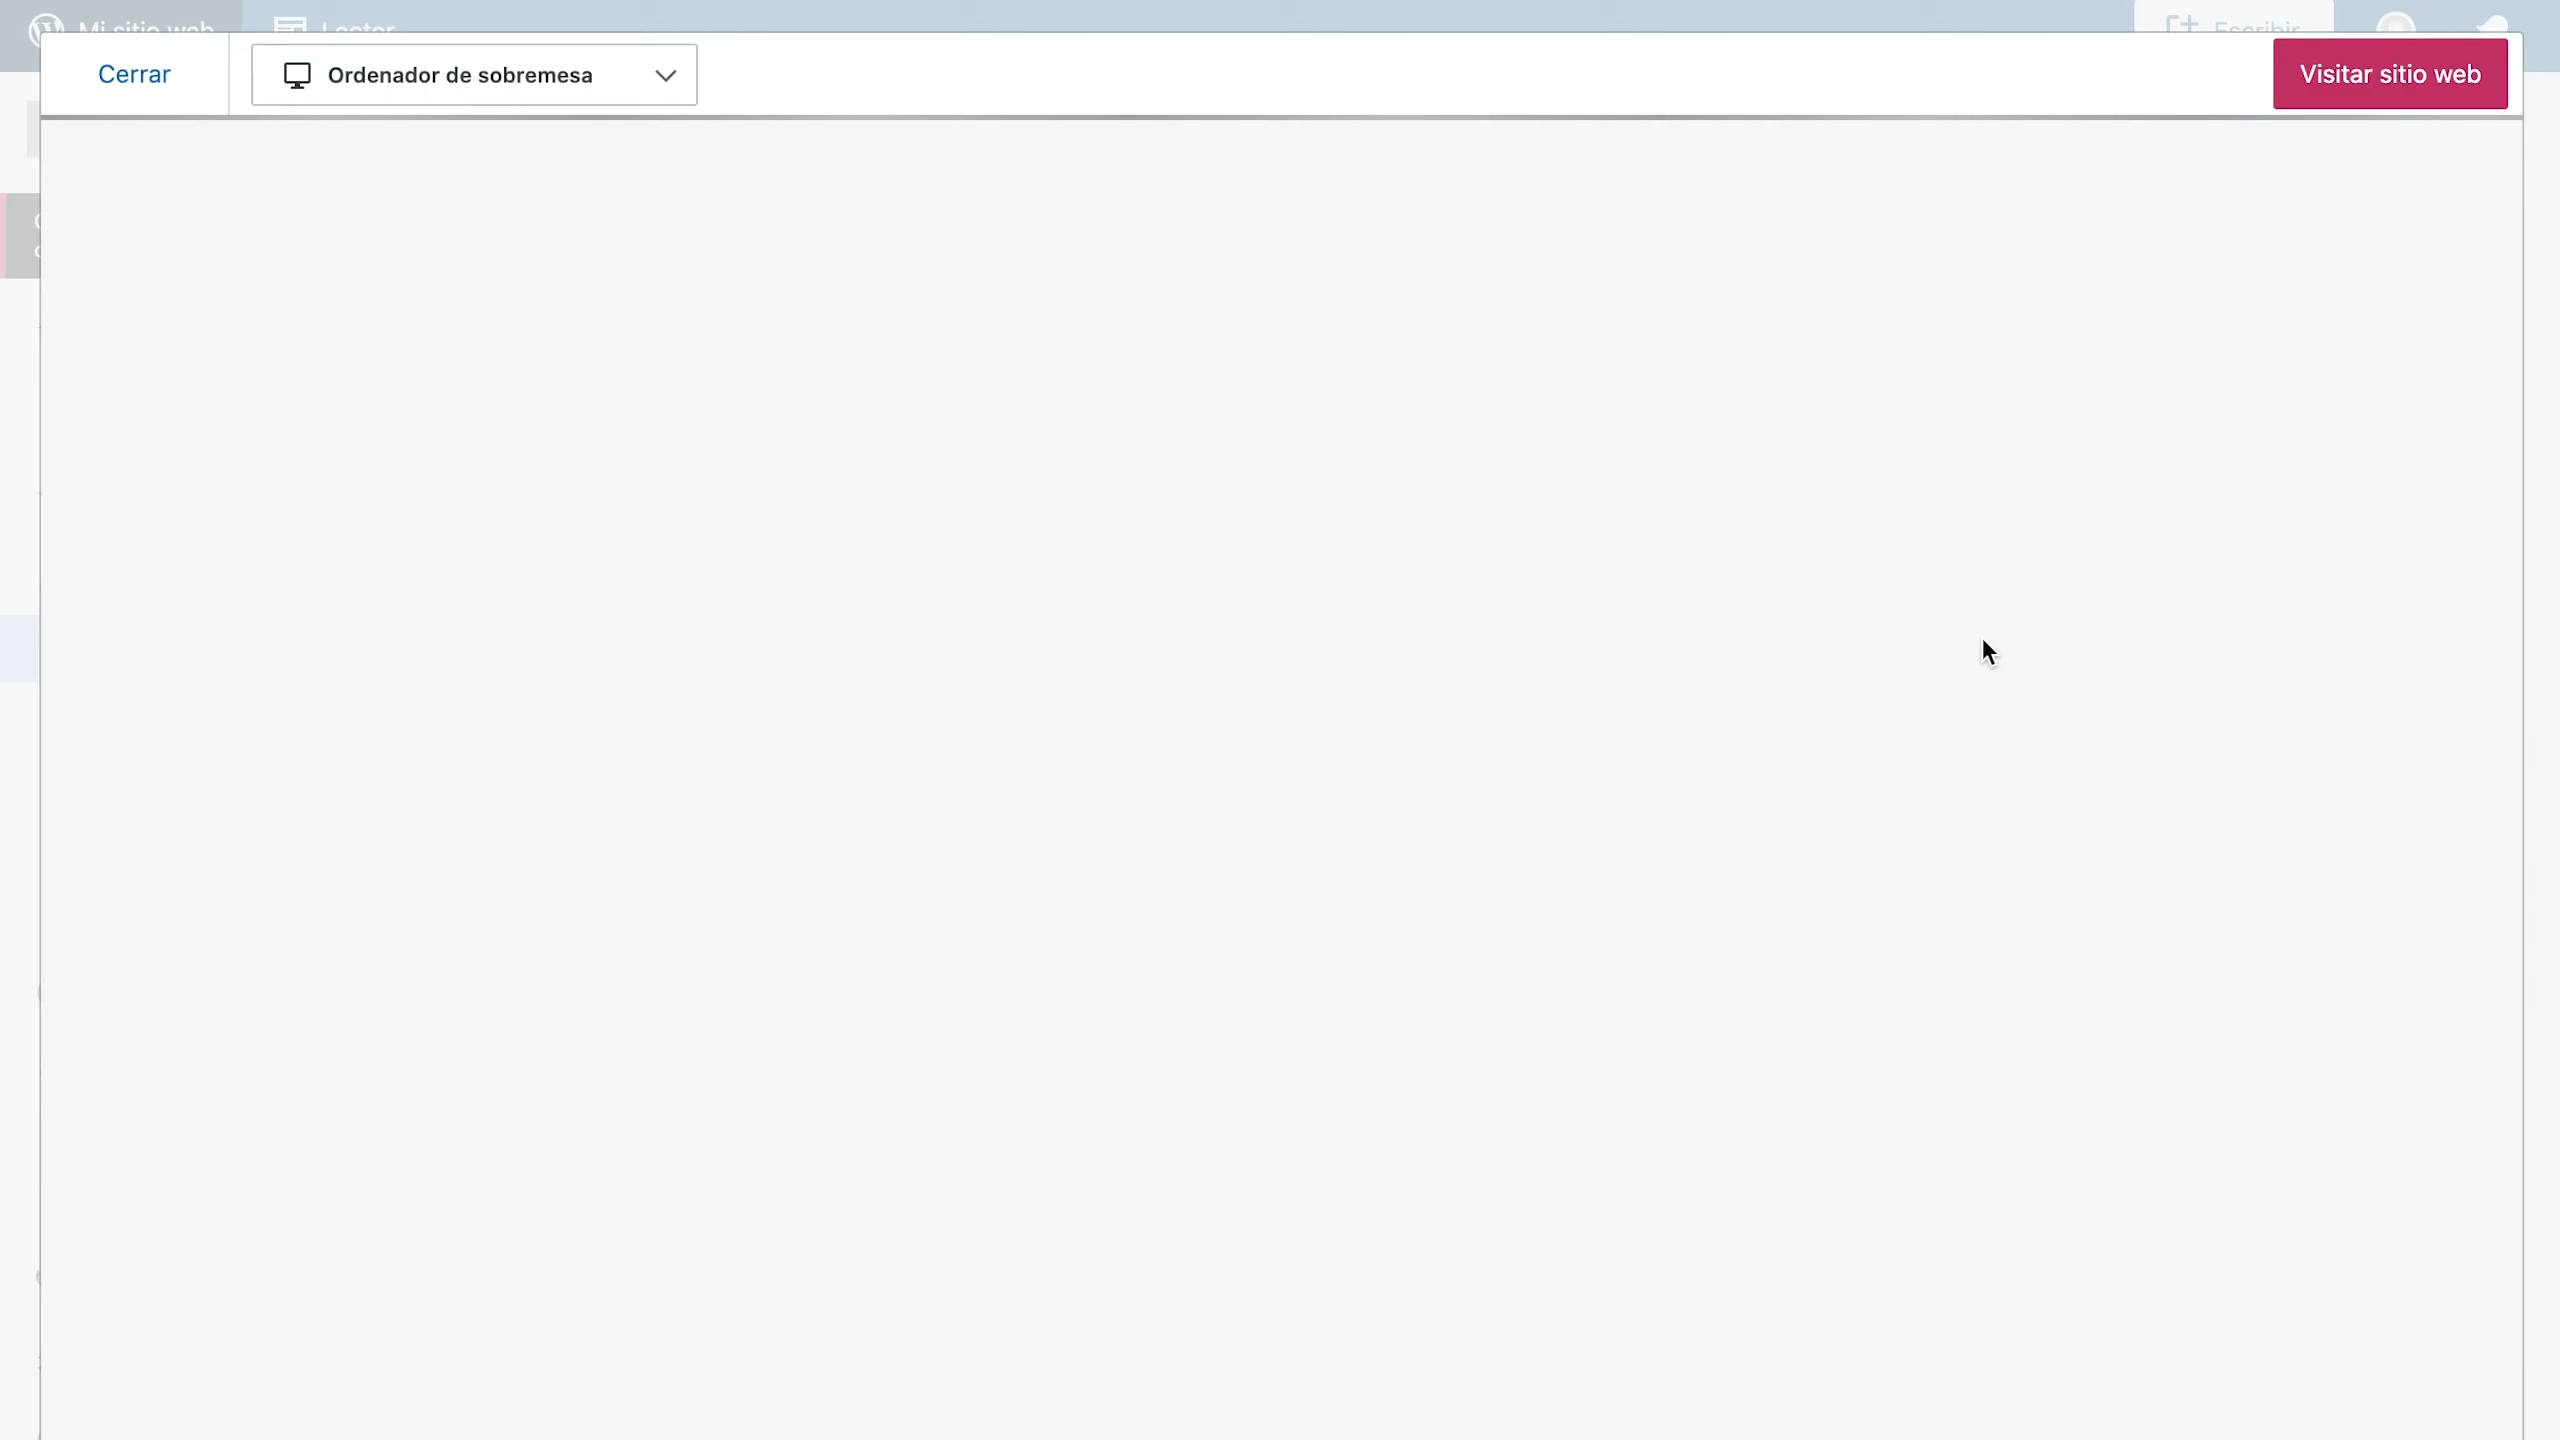 Mi sitio web
Lector
Escribir
Cerrar
Ordenador de sobremesa
Visitar sitio web